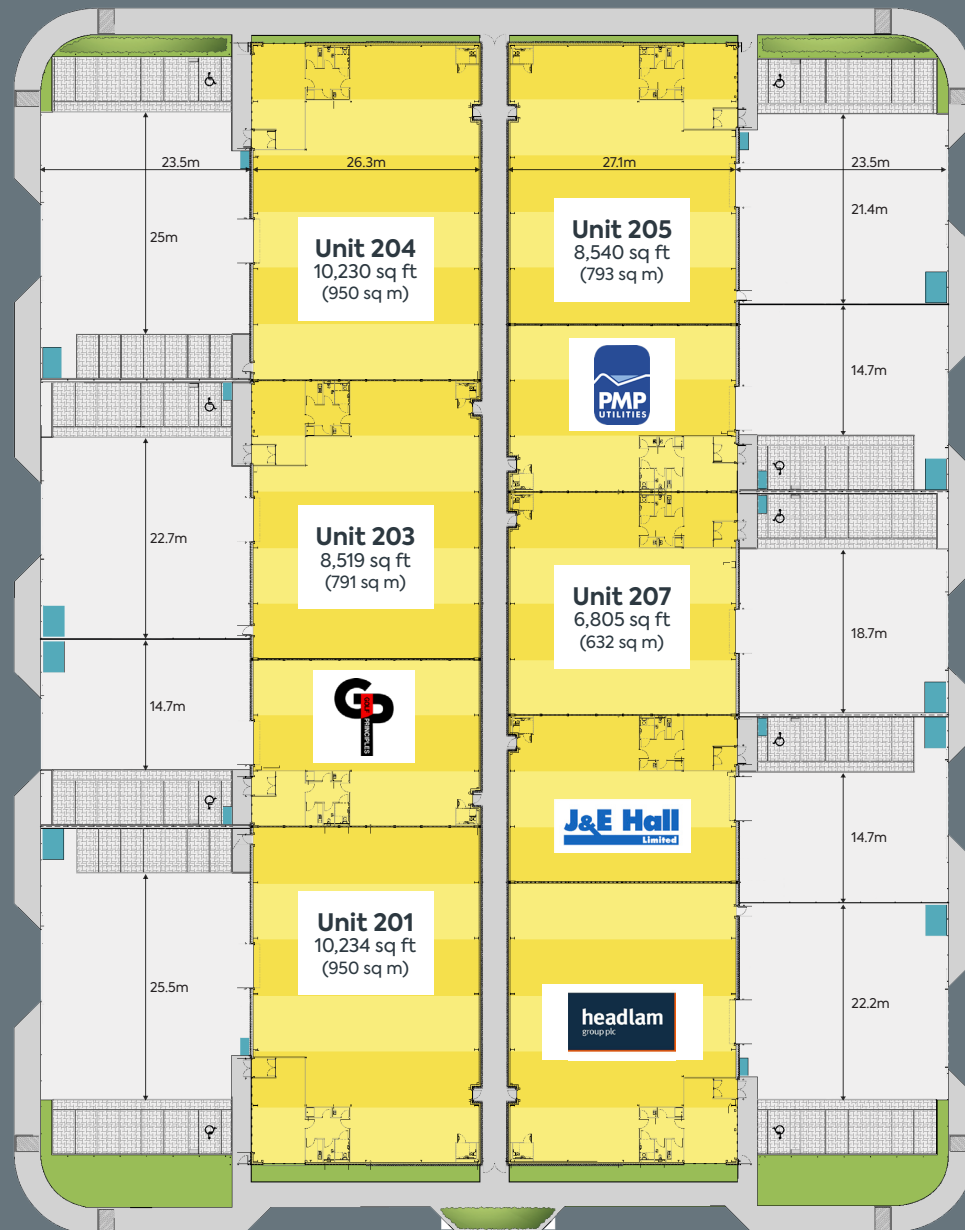 23.5m
26.3m
27.1m
23.5m
25m
21.4m
Unit 204
10,230 sq ft
(950 sq m)
Unit 205
8,540 sq ft
(793 sq m)
PMP
UTILITIES
14.7m
22.7m
Unit 203
8,519 sq ft
(791 sq m)
Unit 207
6,805 sq ft
(632 sq m)
18.7m
14.7m
GP
GOLF PRINCIPLES
J&E Hall
Limited
14.7m
Unit 201
10,234 sq ft
(950 sq m)
25.5m
headlam
group plc
22.2m